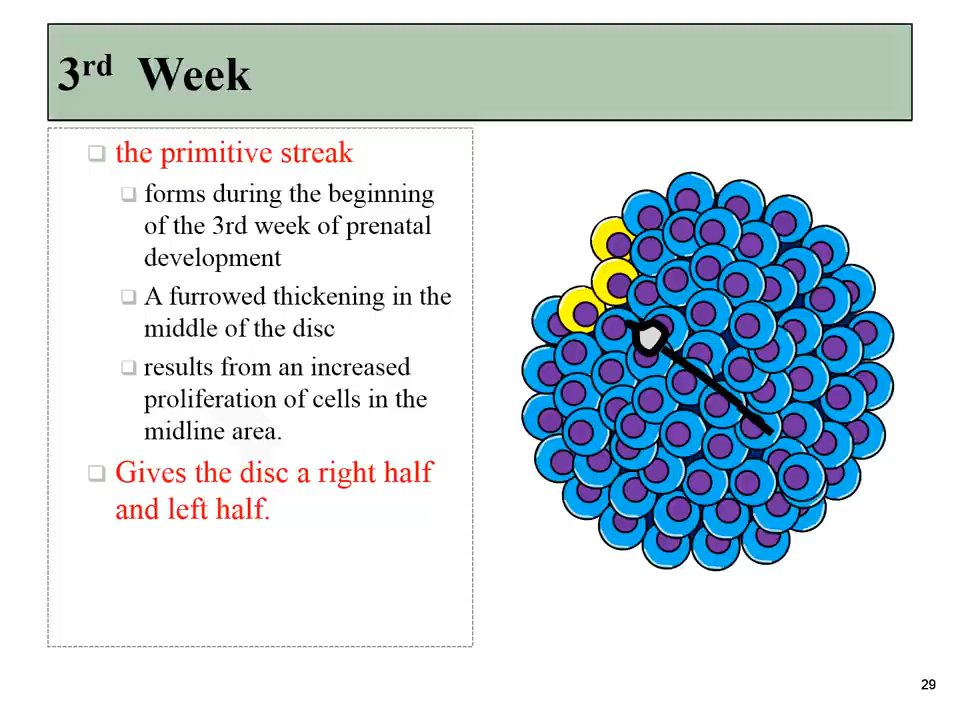 3rd Week
the primitive streak
forms during the beginning
of the 3rd week of prenatal
development
A furrowed thickening in the
middle of the disc
results from an increased
proliferation of cells in the
midline area.
Gives the disc a right half
and left half.
29